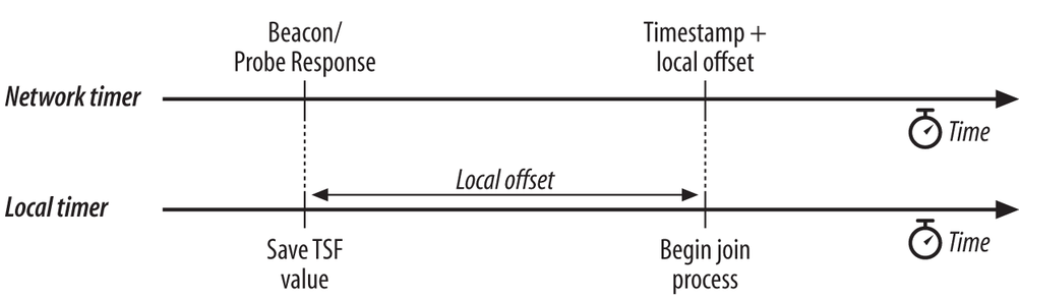 Beacon/
Probe Response
Timestamp +
local offset
Network timer
Time
Local offset
Local timer
Time
Save TSF
value
Begin join
process